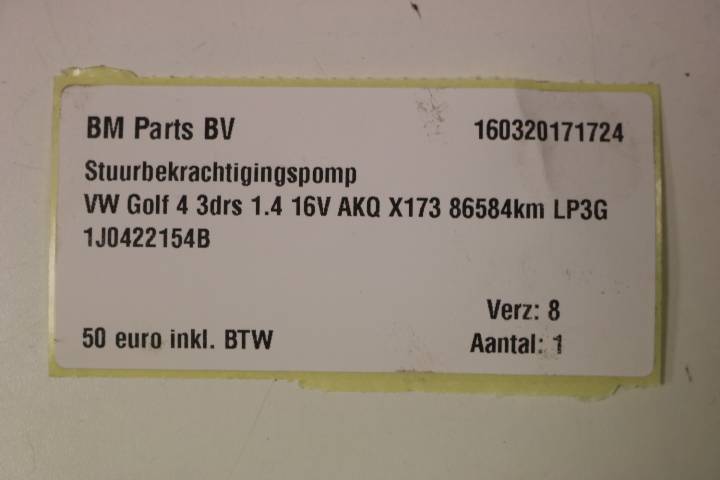 BM Parts BV 160320171724
Stuurbekrachtigingspomp
VW Golf 4 3drs 1.4 16V AKQ X173 86584km LP3G
1J0422154B
Verz: 8
50 euro inkl. BTW Aantal: 1